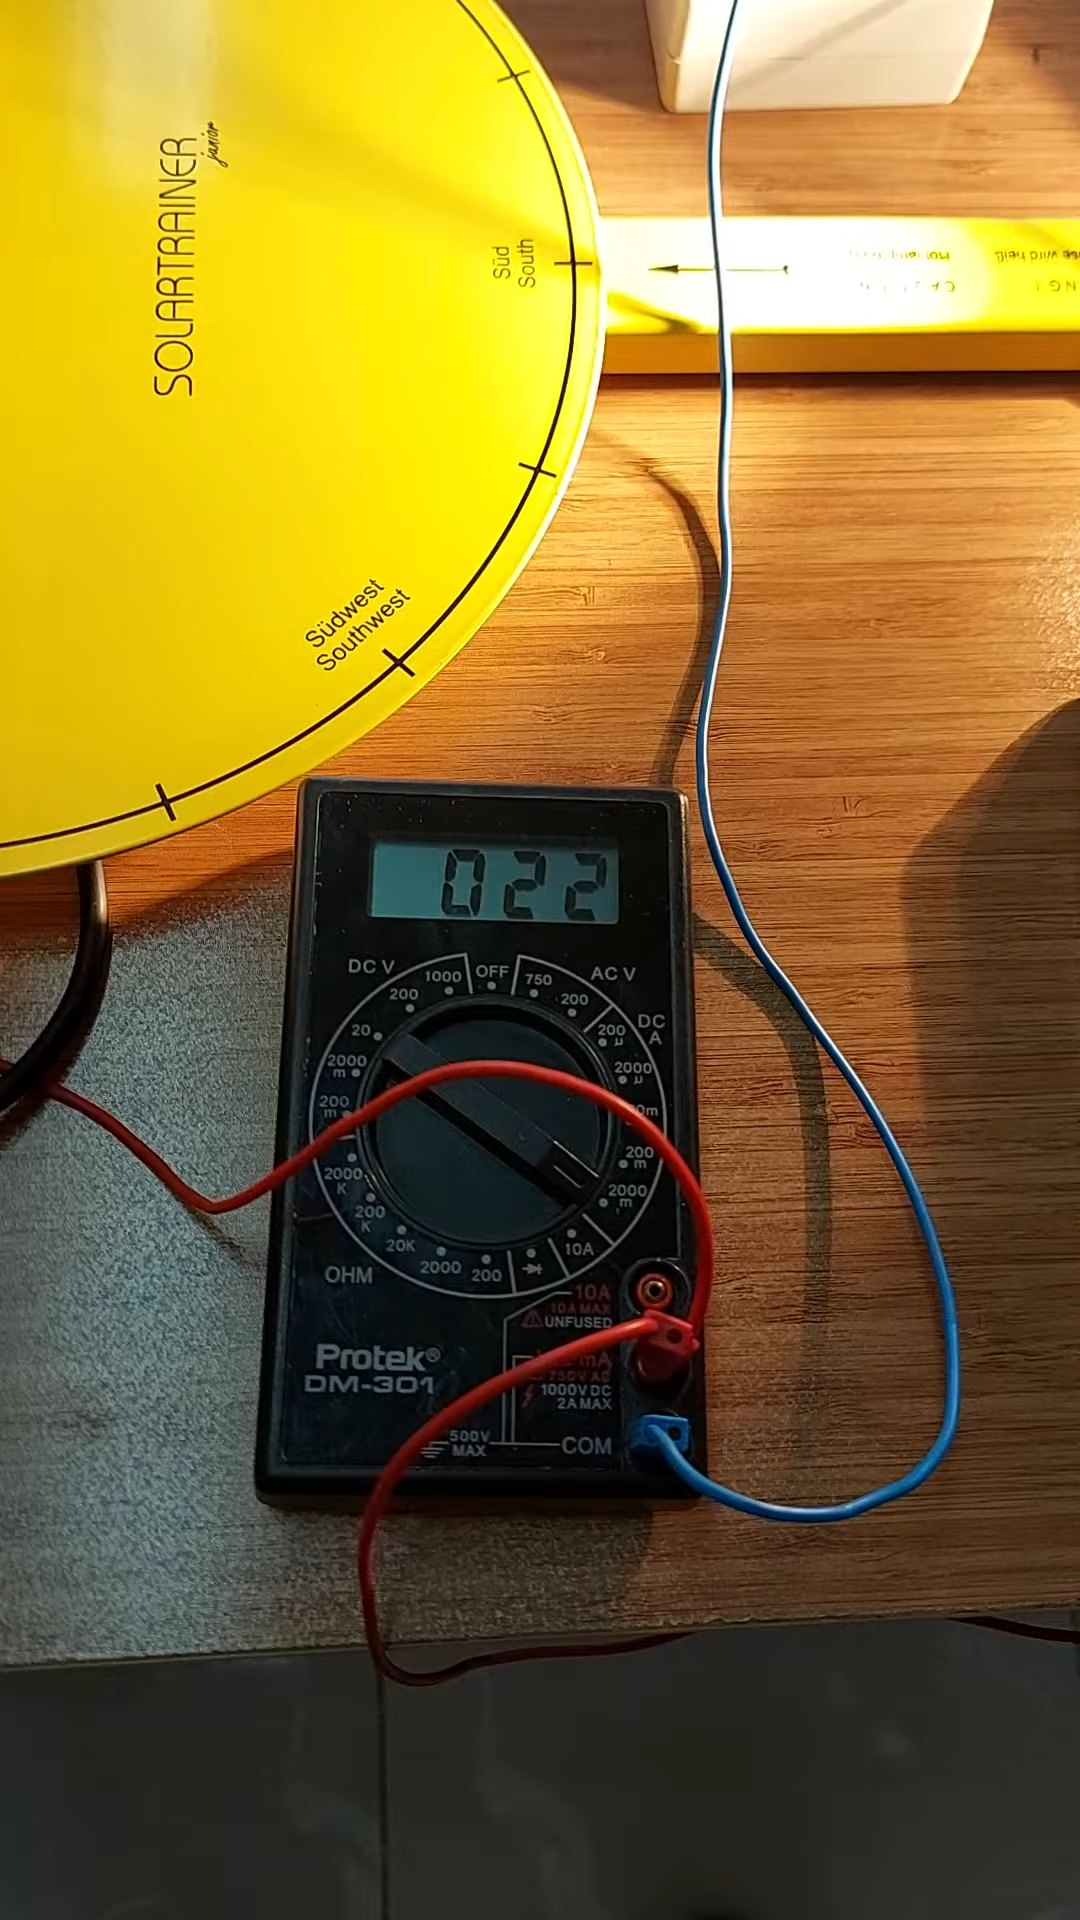 SOLARTRAINER
junior
Süd
South
Südwest
Southwest
022
DC V
1000
OFF
750
AC V
200
200
DC
A
200
µ
20
2000
m
2000
µ
200
m
200
m
2000
K
2000
m
200
K
20K
2000
200
10A
OHM
10A
10A MAX
UNFUSED
Protek®
DM-301
mA
750V AC
1000V DC
2A MAX
500V
MAX
COM